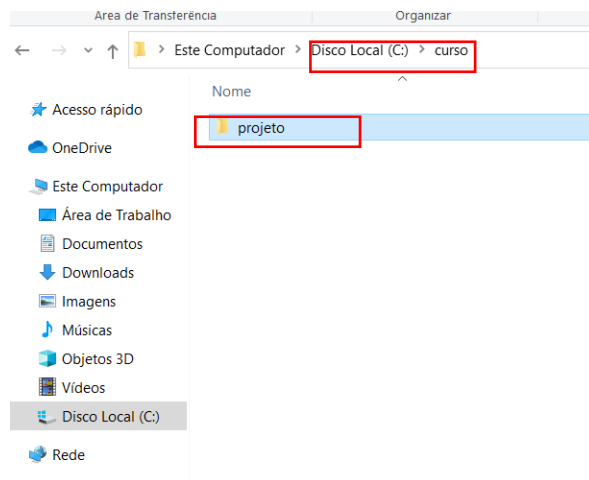 Area de Transferência Organizar
Este Computador > Disco Local (C:) > curso
Nome
projeto
Acesso rápido
OneDrive
Este Computador
Área de Trabalho
Documentos
Downloads
Imagens
Músicas
Objetos 3D
Vídeos
Disco Local (C:)
Rede